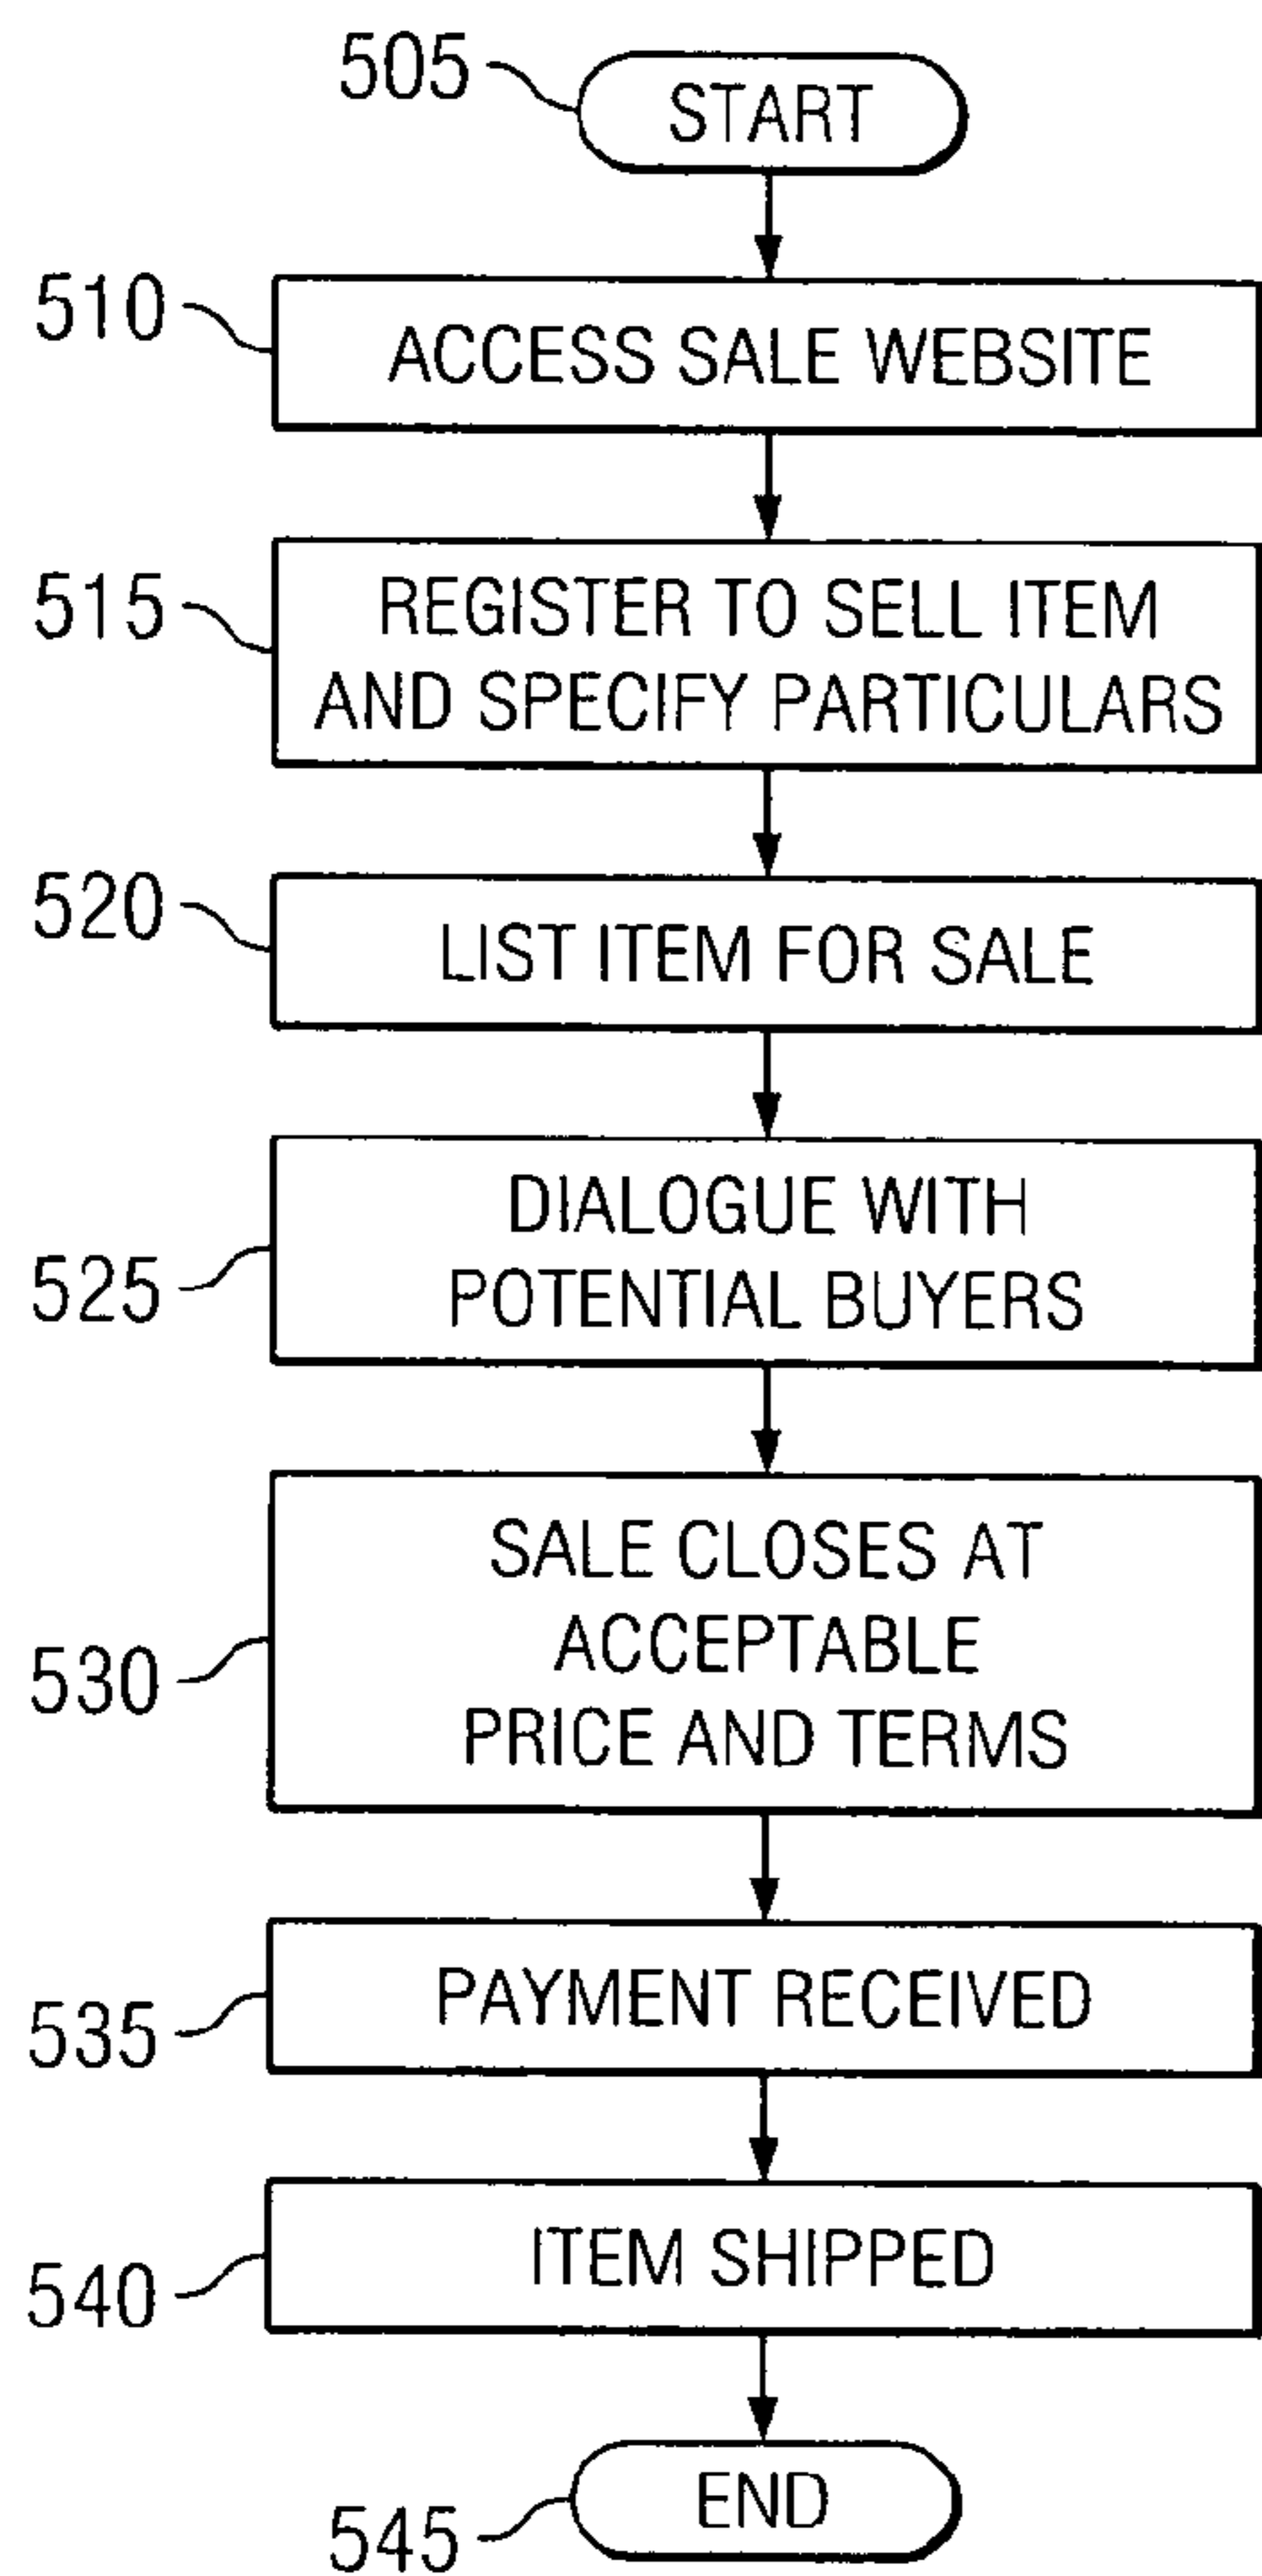 505
START
510
ACCESS SALE WEBSITE
515
REGISTER TO SELL ITEM
AND SPECIFY PARTICULARS
520
LIST ITEM FOR SALE
525
DIALOGUE WITH
POTENTIAL BUYERS
530
SALE CLOSES AT
ACCEPTABLE
PRICE AND TERMS
535
PAYMENT RECEIVED
540
ITEM SHIPPED
545
END